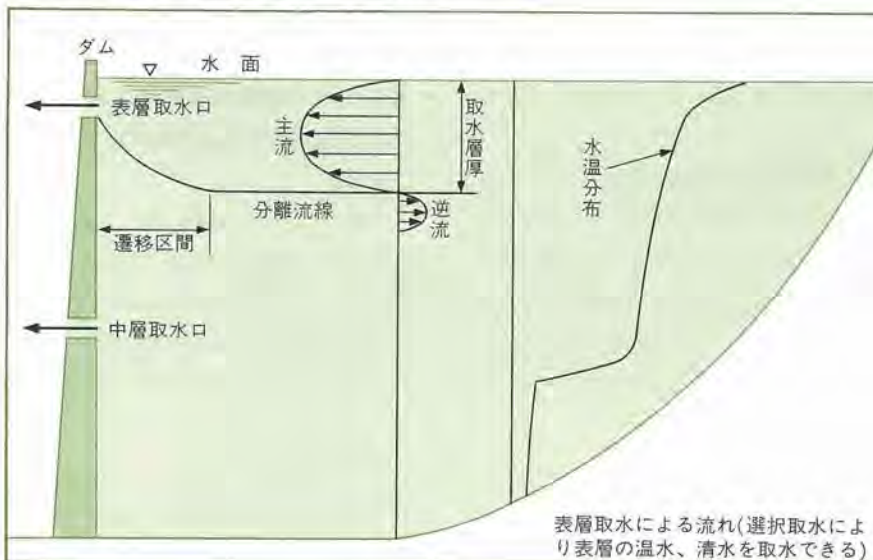 ダム
水面
表層取水口
主流
取水層厚
水温分布
分離流線
逆流
遷移区間
中層取水口
表層取水による流れ(選択取水によ
り表層の温水、清水を取水できる)